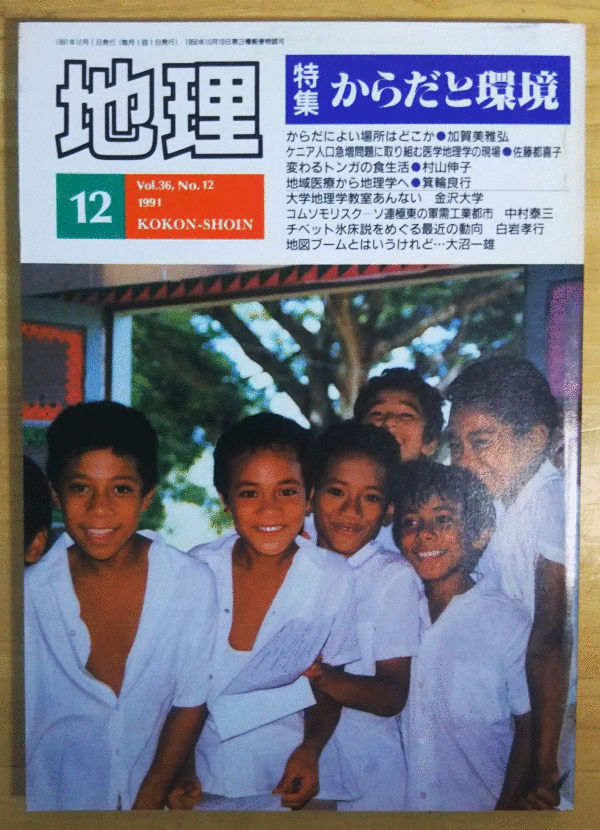 1991年12月1日発行(毎月1回1日発行) 1956年10月19日第3種郵便物認可
地理
特集
からだと環境
からだによい場所はどこか●加賀美雅弘
ケニア人口急増問題に取り組む医学地理学の現場●佐藤都喜子
変わるトンガの食生活●村山伸子
地域医療から地理学へ●箕輪良行
大学地理学教室あんない 金沢大学
コムソモリスク―ソ連極東の軍需工業都市 中村泰三
チベット氷床説をめぐる最近の動向 白岩孝行
地図ブームとはいうけれど…大沼一雄
12
Vol.36, No.12
1991
KOKON-SHOIN